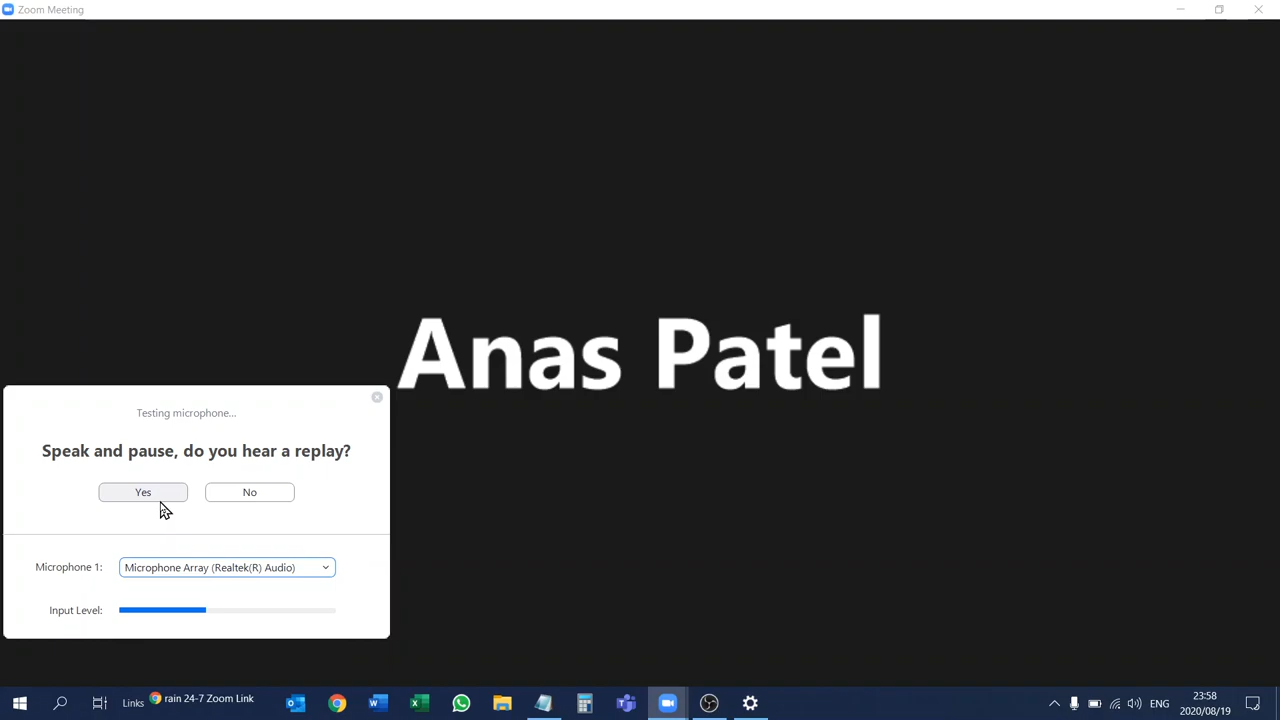 Zoom Meeting
Anas Patel
Testing microphone...
Speak and pause, do you hear a replay?
Yes No
Microphone 1: Microphone Array (Realtek(R) Audio)
Input Level:
Links rain 24-7 Zoom Link ENG 23:58
2020/08/19